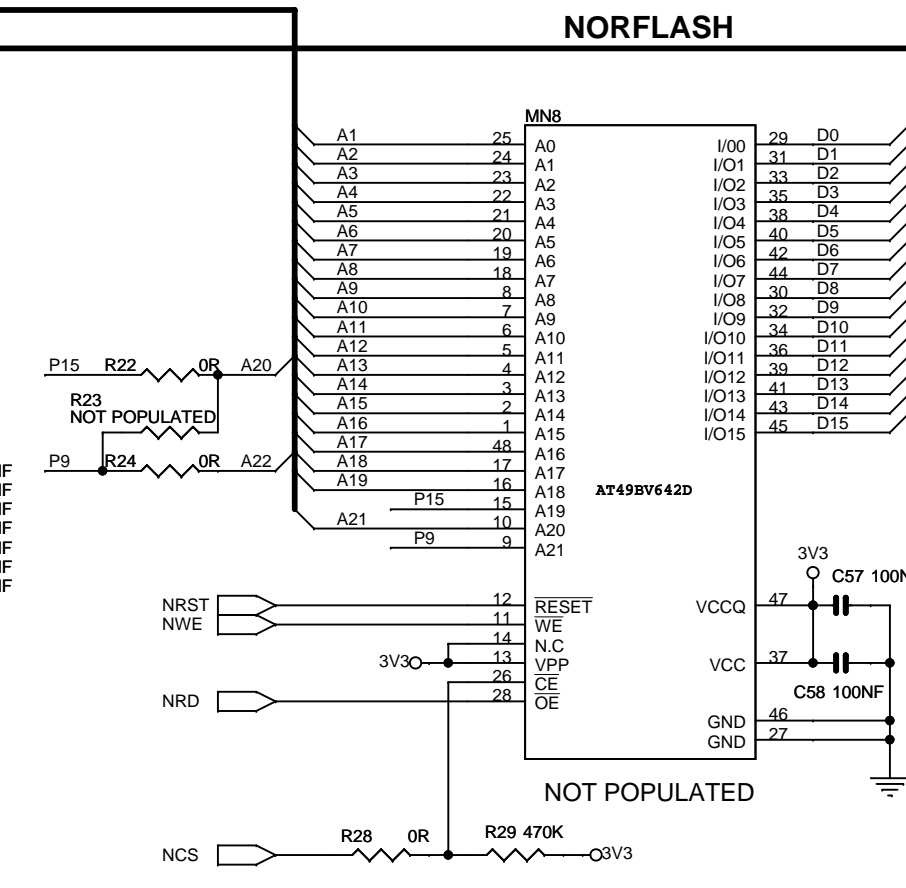 NORFLASH
MN8
A1 25 A0 I/00 29 D0
A2 24 A1 I/O1 31 D1
A3 23 A2 I/O2 33 D2
A4 22 A3 I/O3 35 D3
A5 21 A4 I/O4 38 D4
A6 20 A5 I/O5 40 D5
A7 19 A6 I/O6 42 D6
A8 18 A7 I/O7 44 D7
A9 8 A8 I/O8 30 D8
A10 7 A9 I/O9 32 D9
A11 6 A10 I/O10 34 D10
A12 5 A11 I/O11 36 D11
A13 4 A12 I/O12 39 D12
A14 3 A13 I/O13 41 D13
A15 2 A14 I/O14 43 D14
A16 1 A15 I/O15 45 D15
A17 48 A16
A18 17 A17
A19 16 A18
P15 15 A19
A21 10 A20
P9 9 A21
P15 R22 0R A20
R23
NOT POPULATED
P9 R24 0R A22
AT49BV642D
NRST 12 RESET
NWE 11 WE
14 N.C
3V3 13 VPP
26 CE
NRD 28 OE
3V3
C57 100N
VCCQ 47
VCC 37
C58 100NF
GND 46
GND 27
NOT POPULATED
NCS R28 0R R29 470K 3V3